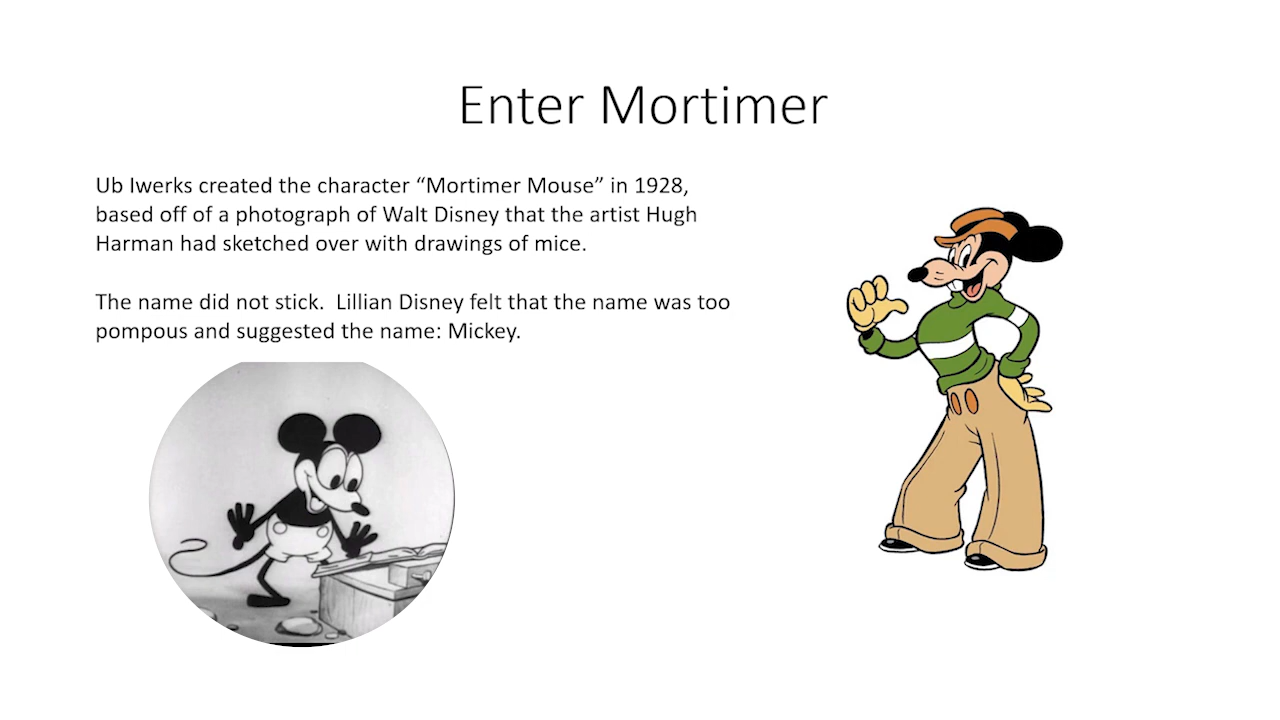 Enter Mortimer
Ub Iwerks created the character “Mortimer Mouse” in 1928,
based off of a photograph of Walt Disney that the artist Hugh
Harman had sketched over with drawings of mice.
The name did not stick.  Lillian Disney felt that the name was too
pompous and suggested the name: Mickey.